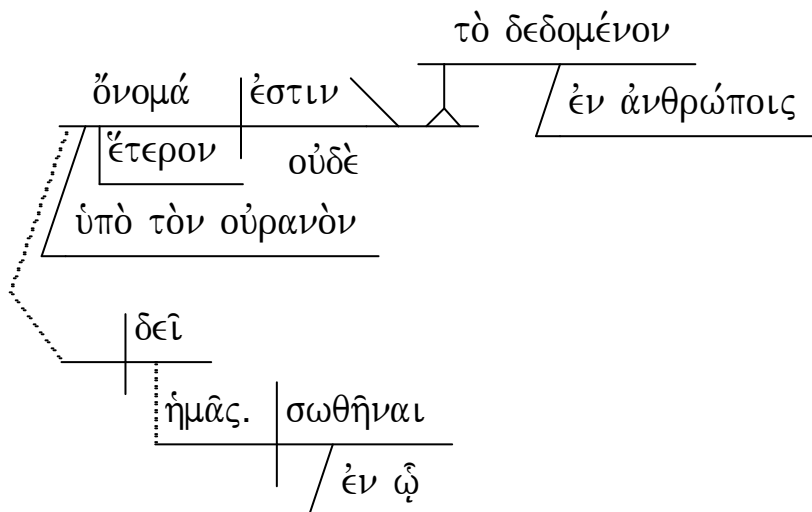 τὸ δεδομένον
ὄνομά ἐστιν
ἐν ἀνθρώποις
ἕτερον οὐδὲ
ὑπὸ τὸν οὐρανὸν
δεῖ
ἡμᾶς. σωθῆναι
ἐν ᾧ